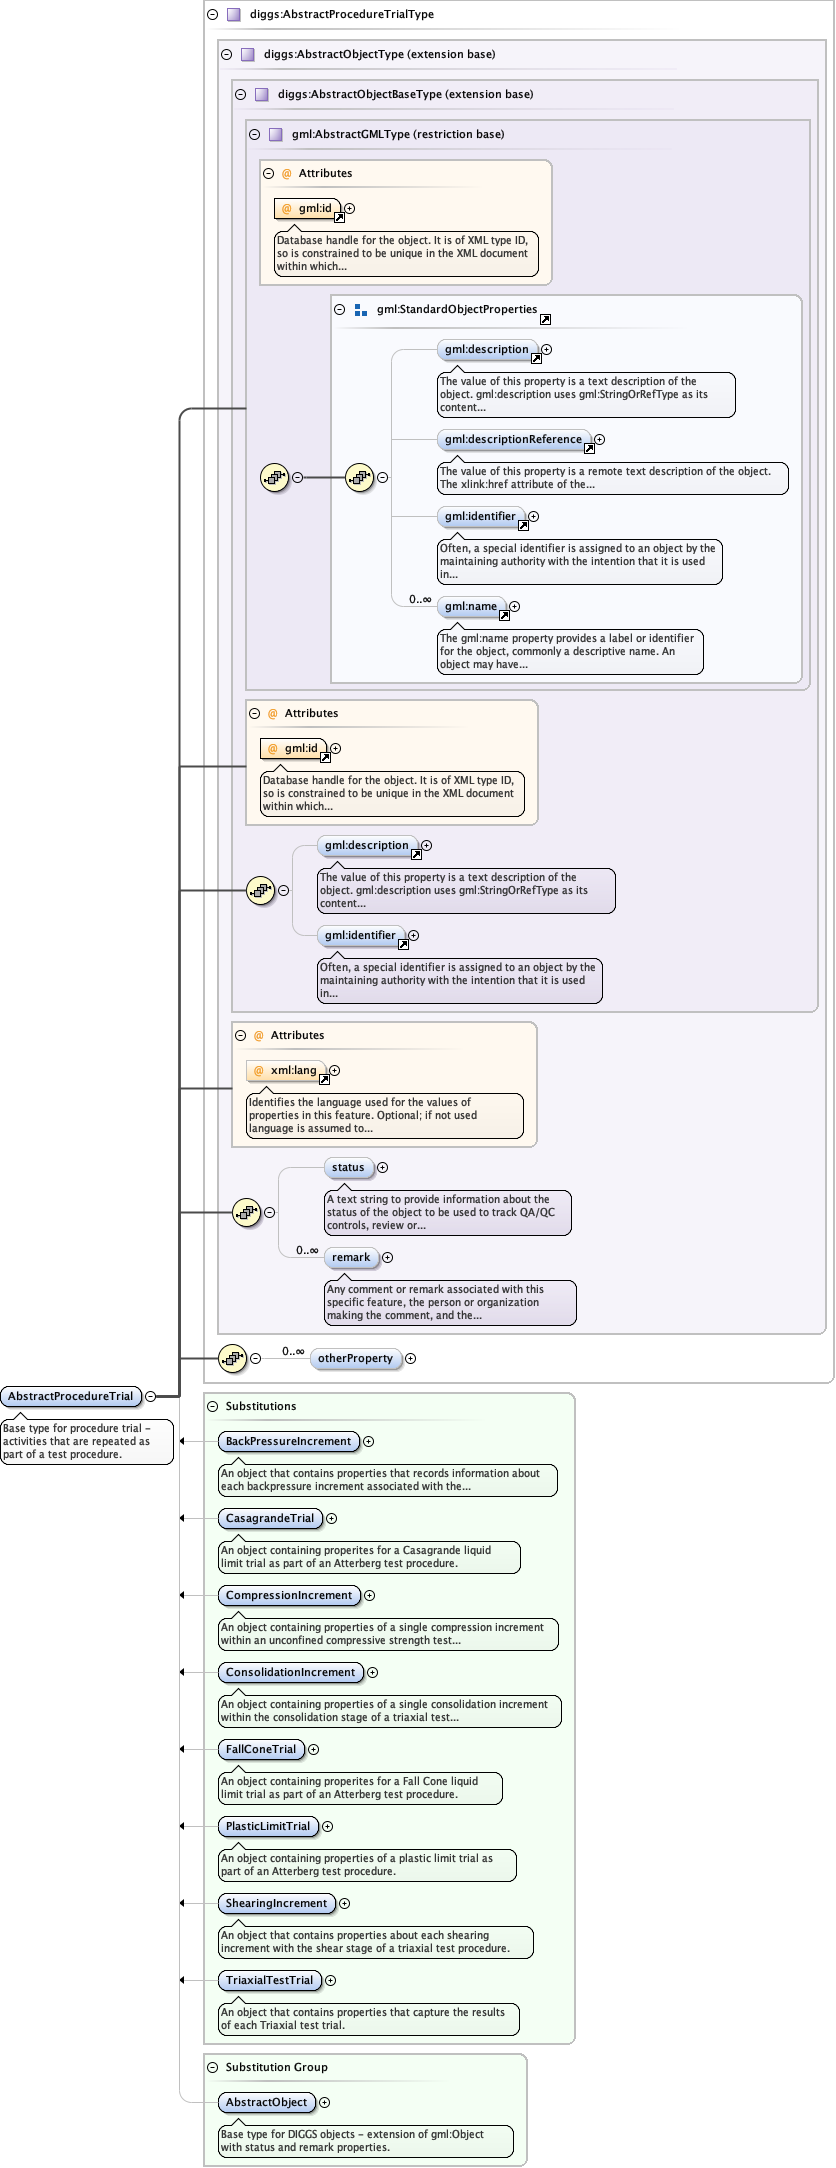 diggs:AbstractProcedureTrialType
diggs:AbstractObjectType (extension base)
diggs:AbstractObjectBaseType (extension base)
gml:AbstractGMLType (restriction base)
@ Attributes
@ gml:id
Database handle for the object. It is of XML type ID,
so is constrained to be unique in the XML document
within which...
gml:StandardObjectProperties
gml:description
The value of this property is a text description of the
object. gml:description uses gml:StringOrRefType as its
content...
gml:descriptionReference
The value of this property is a remote text description of the object.
The xlink:href attribute of the...
gml:identifier
Often, a special identifier is assigned to an object by the
maintaining authority with the intention that it is used
in...
0..∞
gml:name
The gml:name property provides a label or identifier
for the object, commonly a descriptive name. An
object may have...
@ Attributes
@ gml:id
Database handle for the object. It is of XML type ID,
so is constrained to be unique in the XML document
within which...
gml:description
The value of this property is a text description of the
object. gml:description uses gml:StringOrRefType as its
content...
gml:identifier
Often, a special identifier is assigned to an object by the
maintaining authority with the intention that it is used
in...
@ Attributes
@ xml:lang
Identifies the language used for the values of
properties in this feature. Optional; if not used
language is assumed to...
status
A text string to provide information about the
status of the object to be used to track QA/QC
controls, review or...
0..∞
remark
Any comment or remark associated with this
specific feature, the person or organization
making the comment, and the...
0..∞
otherProperty
AbstractProcedureTrial
Base type for procedure trial –
activities that are repeated as
part of a test procedure.
Substitutions
BackPressureIncrement
An object that contains properties that records information about
each backpressure increment associated with the...
CasagrandeTrial
An object containing properites for a Casagrande liquid
limit trial as part of an Atterberg test procedure.
CompressionIncrement
An object containing properties of a single compression increment
within an unconfined compressive strength test...
ConsolidationIncrement
An object containing properties of a single consolidation increment
within the consolidation stage of a triaxial test...
FallConeTrial
An object containing properites for a Fall Cone liquid
limit trial as part of an Atterberg test procedure.
PlasticLimitTrial
An object containing properties of a plastic limit trial as
part of an Atterberg test procedure.
ShearingIncrement
An object that contains properties about each shearing
increment with the shear stage of a triaxial test procedure.
TriaxialTestTrial
An object that contains properties that capture the results
of each Triaxial test trial.
Substitution Group
AbstractObject
Base type for DIGGS objects – extension of gml:Object
with status and remark properties.